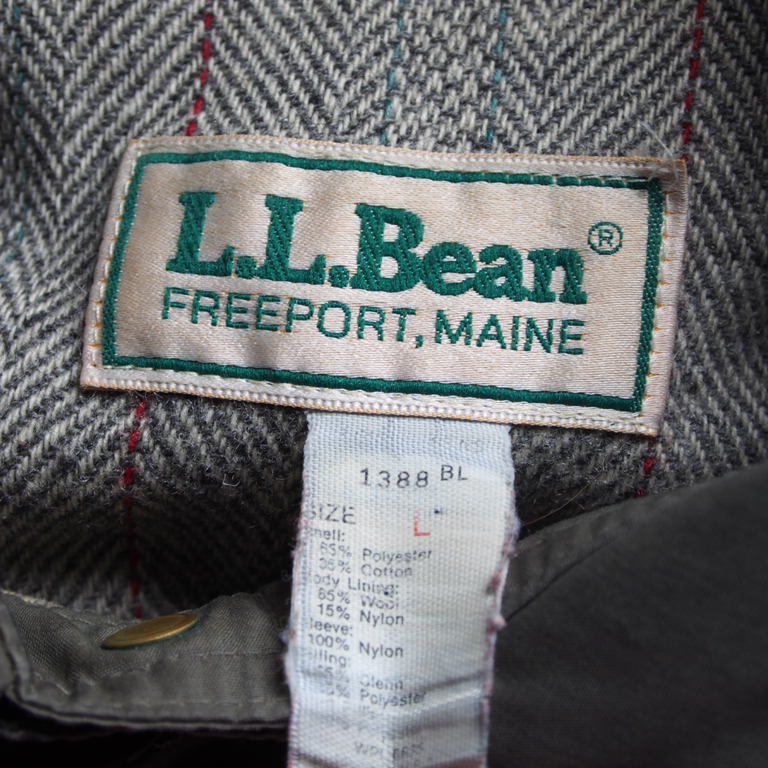 L.L.Bean®
FREEPORT, MAINE
1388 BL
SIZE L
Shell:
65% Polyester
35% Cotton
Body Lining:
85% Wool
15% Nylon
Sleeve:
100% Nylon
Polyester